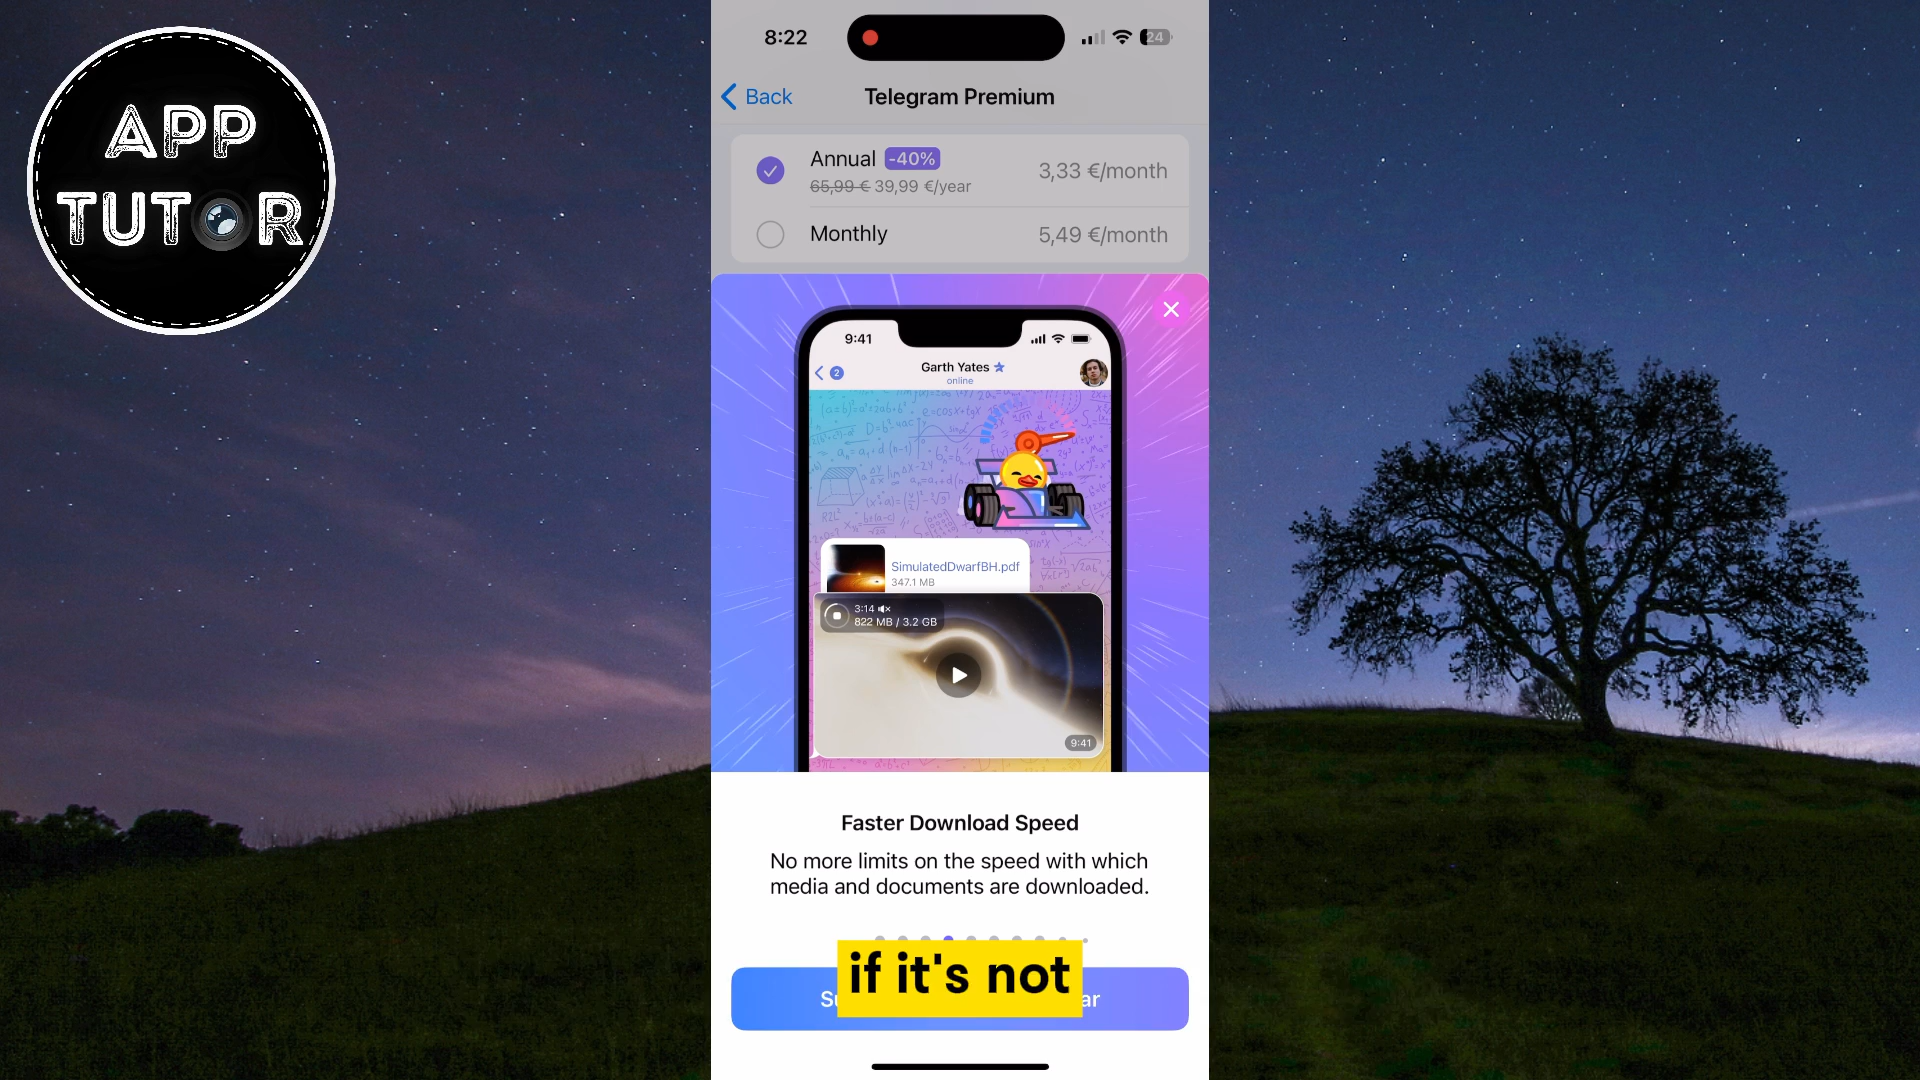 APP
TUTOR
8:22
24
Back
Telegram Premium
Annual -40%
65,99 € 39,99 €/year
3,33 €/month
Monthly
5,49 €/month
9:41
2
Garth Yates
online
SimulatedDwarfBH.pdf
347.1 MB
3:14
822 MB / 3.2 GB
9:41
Faster Download Speed
No more limits on the speed with which
media and documents are downloaded.
if it's not